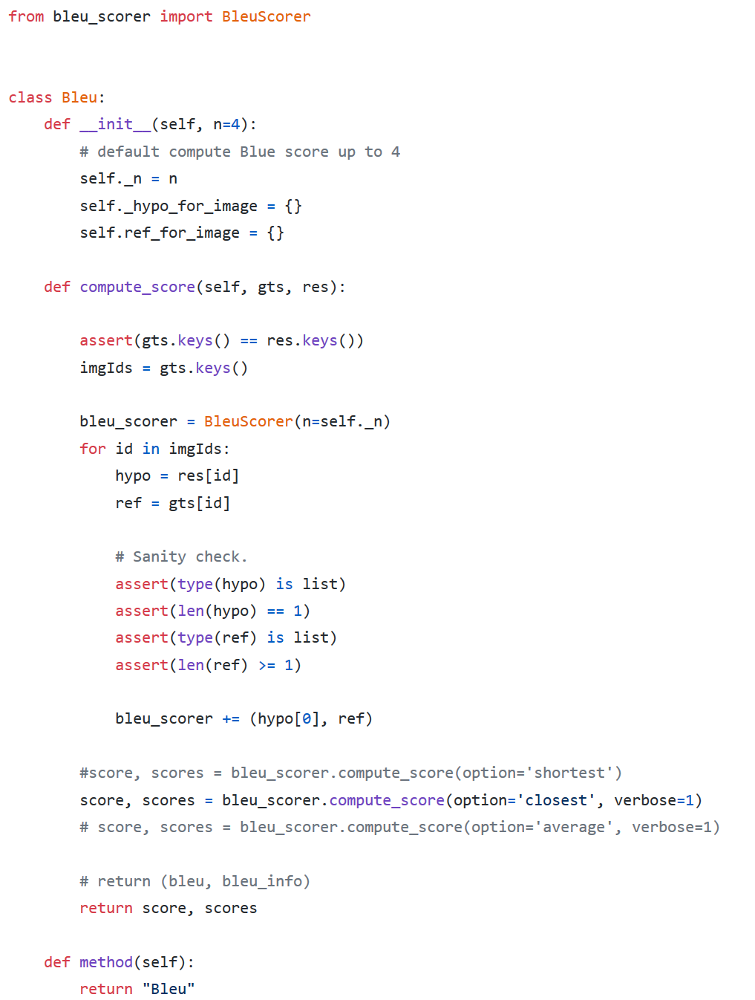 from bleu_scorer import BleuScorer
class Bleu:
    def __init__(self, n=4):
        # default compute Blue score up to 4
        self._n = n
        self._hypo_for_image = {}
        self.ref_for_image = {}
    def compute_score(self, gts, res):
        assert(gts.keys() == res.keys())
        imgIds = gts.keys()
        bleu_scorer = BleuScorer(n=self._n)
        for id in imgIds:
            hypo = res[id]
            ref = gts[id]
            # Sanity check.
            assert(type(hypo) is list)
            assert(len(hypo) == 1)
            assert(type(ref) is list)
            assert(len(ref) >= 1)
            bleu_scorer += (hypo[0], ref)
        #score, scores = bleu_scorer.compute_score(option='shortest')
        score, scores = bleu_scorer.compute_score(option='closest', verbose=1)
        # score, scores = bleu_scorer.compute_score(option='average', verbose=1)
        # return (bleu, bleu_info)
        return score, scores
    def method(self):
        return "Bleu"